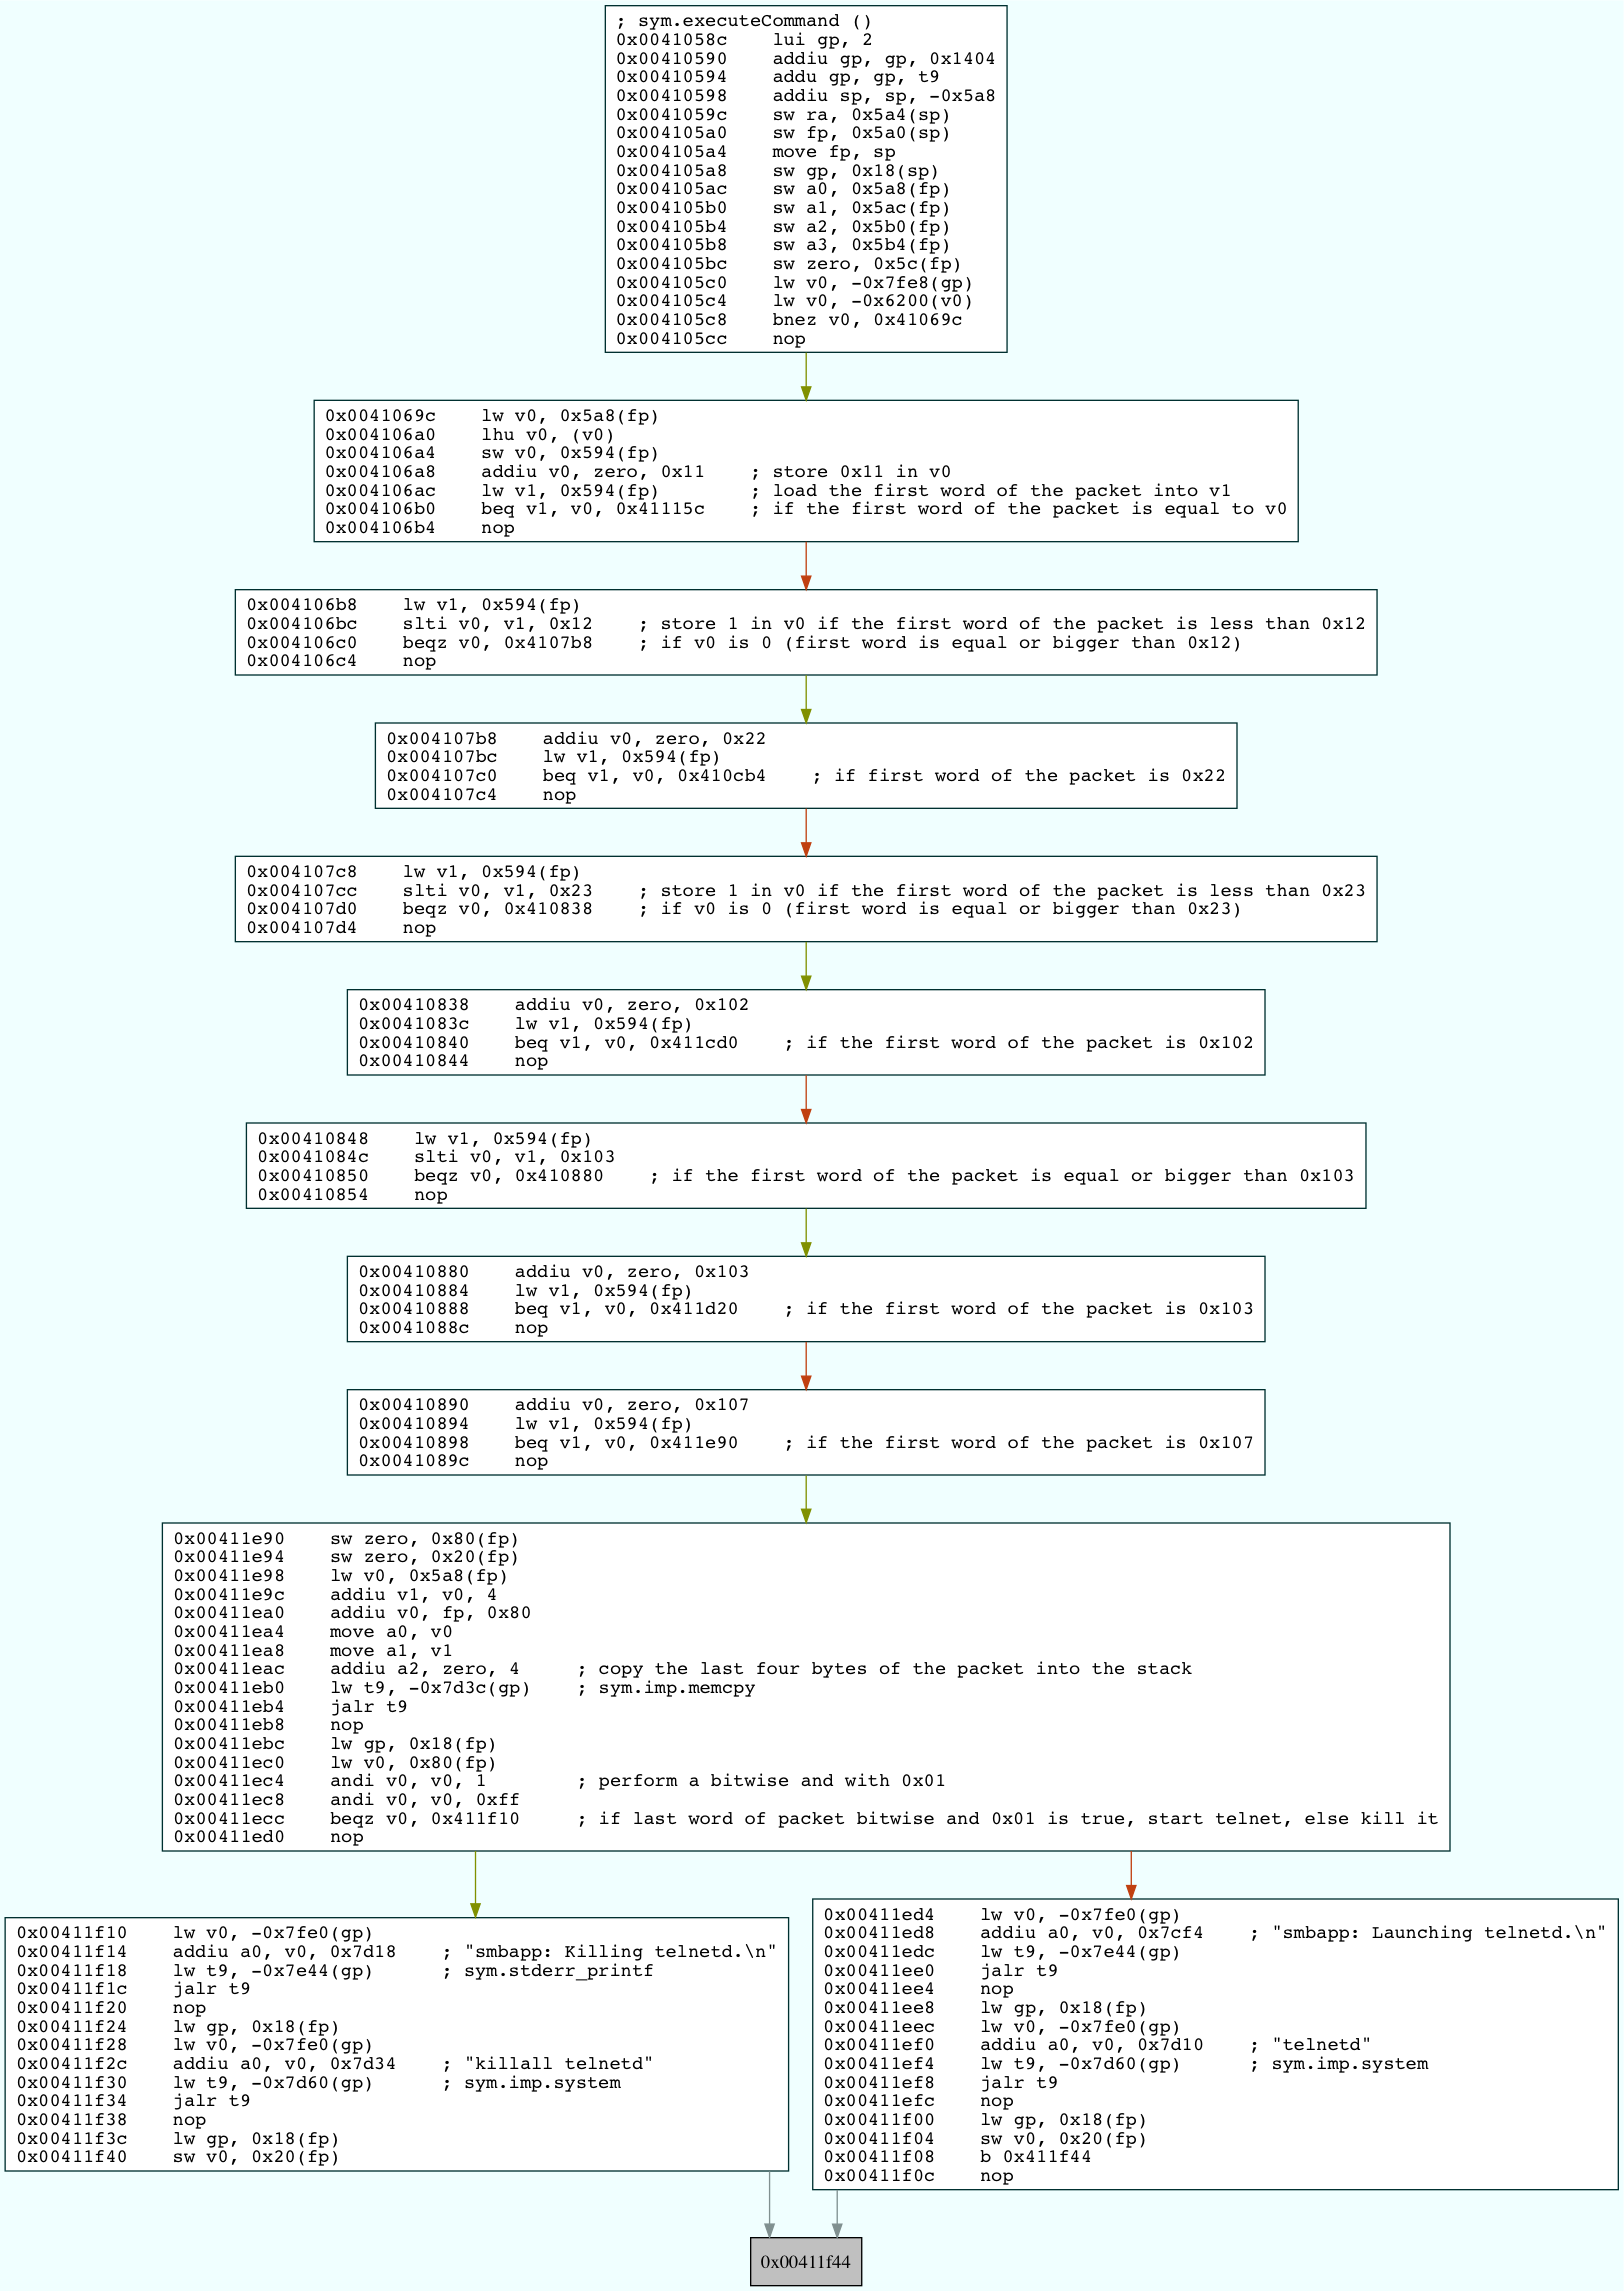 ; sym.executeCommand ()
0x0041058c    lui gp, 2
0x00410590    addiu gp, gp, 0x1404
0x00410594    addu gp, gp, t9
0x00410598    addiu sp, sp, -0x5a8
0x0041059c    sw ra, 0x5a4(sp)
0x004105a0    sw fp, 0x5a0(sp)
0x004105a4    move fp, sp
0x004105a8    sw gp, 0x18(sp)
0x004105ac    sw a0, 0x5a8(fp)
0x004105b0    sw a1, 0x5ac(fp)
0x004105b4    sw a2, 0x5b0(fp)
0x004105b8    sw a3, 0x5b4(fp)
0x004105bc    sw zero, 0x5c(fp)
0x004105c0    lw v0, -0x7fe8(gp)
0x004105c4    lw v0, -0x6200(v0)
0x004105c8    bnez v0, 0x41069c
0x004105cc    nop
0x0041069c    lw v0, 0x5a8(fp)
0x004106a0    lhu v0, (v0)
0x004106a4    sw v0, 0x594(fp)
0x004106a8    addiu v0, zero, 0x11    ; store 0x11 in v0
0x004106ac    lw v1, 0x594(fp)        ; load the first word of the packet into v1
0x004106b0    beq v1, v0, 0x41115c    ; if the first word of the packet is equal to v0
0x004106b4    nop
0x004106b8    lw v1, 0x594(fp)
0x004106bc    slti v0, v1, 0x12    ; store 1 in v0 if the first word of the packet is less than 0x12
0x004106c0    beqz v0, 0x4107b8    ; if v0 is 0 (first word is equal or bigger than 0x12)
0x004106c4    nop
0x004107b8    addiu v0, zero, 0x22
0x004107bc    lw v1, 0x594(fp)
0x004107c0    beq v1, v0, 0x410cb4    ; if first word of the packet is 0x22
0x004107c4    nop
0x004107c8    lw v1, 0x594(fp)
0x004107cc    slti v0, v1, 0x23    ; store 1 in v0 if the first word of the packet is less than 0x23
0x004107d0    beqz v0, 0x410838    ; if v0 is 0 (first word is equal or bigger than 0x23)
0x004107d4    nop
0x00410838    addiu v0, zero, 0x102
0x0041083c    lw v1, 0x594(fp)
0x00410840    beq v1, v0, 0x411cd0    ; if the first word of the packet is 0x102
0x00410844    nop
0x00410848    lw v1, 0x594(fp)
0x0041084c    slti v0, v1, 0x103
0x00410850    beqz v0, 0x410880    ; if the first word of the packet is equal or bigger than 0x103
0x00410854    nop
0x00410880    addiu v0, zero, 0x103
0x00410884    lw v1, 0x594(fp)
0x00410888    beq v1, v0, 0x411d20    ; if the first word of the packet is 0x103
0x0041088c    nop
0x00410890    addiu v0, zero, 0x107
0x00410894    lw v1, 0x594(fp)
0x00410898    beq v1, v0, 0x411e90    ; if the first word of the packet is 0x107
0x0041089c    nop
0x00411e90    sw zero, 0x80(fp)
0x00411e94    sw zero, 0x20(fp)
0x00411e98    lw v0, 0x5a8(fp)
0x00411e9c    addiu v1, v0, 4
0x00411ea0    addiu v0, fp, 0x80
0x00411ea4    move a0, v0
0x00411ea8    move a1, v1
0x00411eac    addiu a2, zero, 4     ; copy the last four bytes of the packet into the stack
0x00411eb0    lw t9, -0x7d3c(gp)    ; sym.imp.memcpy
0x00411eb4    jalr t9
0x00411eb8    nop
0x00411ebc    lw gp, 0x18(fp)
0x00411ec0    lw v0, 0x80(fp)
0x00411ec4    andi v0, v0, 1        ; perform a bitwise and with 0x01
0x00411ec8    andi v0, v0, 0xff
0x00411ecc    beqz v0, 0x411f10     ; if last word of packet bitwise and 0x01 is true, start telnet, else kill it
0x00411ed0    nop
0x00411f10    lw v0, -0x7fe0(gp)
0x00411f14    addiu a0, v0, 0x7d18    ; "smbapp: Killing telnetd.\n"
0x00411f18    lw t9, -0x7e44(gp)      ; sym.stderr_printf
0x00411f1c    jalr t9
0x00411f20    nop
0x00411f24    lw gp, 0x18(fp)
0x00411f28    lw v0, -0x7fe0(gp)
0x00411f2c    addiu a0, v0, 0x7d34    ; "killall telnetd"
0x00411f30    lw t9, -0x7d60(gp)      ; sym.imp.system
0x00411f34    jalr t9
0x00411f38    nop
0x00411f3c    lw gp, 0x18(fp)
0x00411f40    sw v0, 0x20(fp)
0x00411ed4    lw v0, -0x7fe0(gp)
0x00411ed8    addiu a0, v0, 0x7cf4    ; "smbapp: Launching telnetd.\n"
0x00411edc    lw t9, -0x7e44(gp)
0x00411ee0    jalr t9
0x00411ee4    nop
0x00411ee8    lw gp, 0x18(fp)
0x00411eec    lw v0, -0x7fe0(gp)
0x00411ef0    addiu a0, v0, 0x7d10    ; "telnetd"
0x00411ef4    lw t9, -0x7d60(gp)      ; sym.imp.system
0x00411ef8    jalr t9
0x00411efc    nop
0x00411f00    lw gp, 0x18(fp)
0x00411f04    sw v0, 0x20(fp)
0x00411f08    b 0x411f44
0x00411f0c    nop
0x00411f44